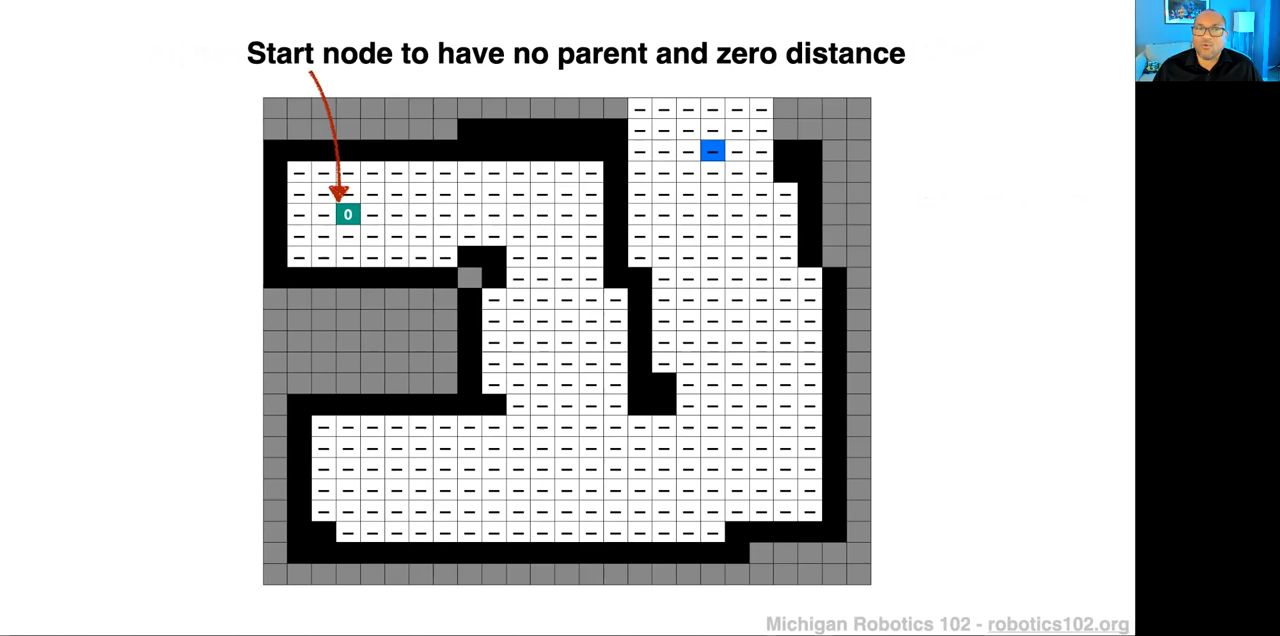 Start node to have no parent and zero distance
– – – – – –
– – – – – –
– – – – – –
– – – – – – – – – – – – – – – – – – –
– – – – – – – – – – – – – – – – – – – –
– – 0 – – – – – – – – – – – – – – – – –
– – – – – – – – – – – – – – – – – – – –
– – – – – – – – – – – – – – – – – –
– – – – – – – – – – –
– – – – – – – – – – – – –
– – – – – – – – – – – – –
– – – – – – – – – – – – –
– – – – – – – – – – – – –
– – – – – – – – – – – –
– – – – – – – – – – –
– – – – – – – – – – – – – – – – – – – – –
– – – – – – – – – – – – – – – – – – – – –
– – – – – – – – – – – – – – – – – – – – –
– – – – – – – – – – – – – – – – – – – – –
– – – – – – – – – – – – – – – – – – – – –
– – – – – – – – – – – – – – – –
Michigan Robotics 102 - robotics102.org